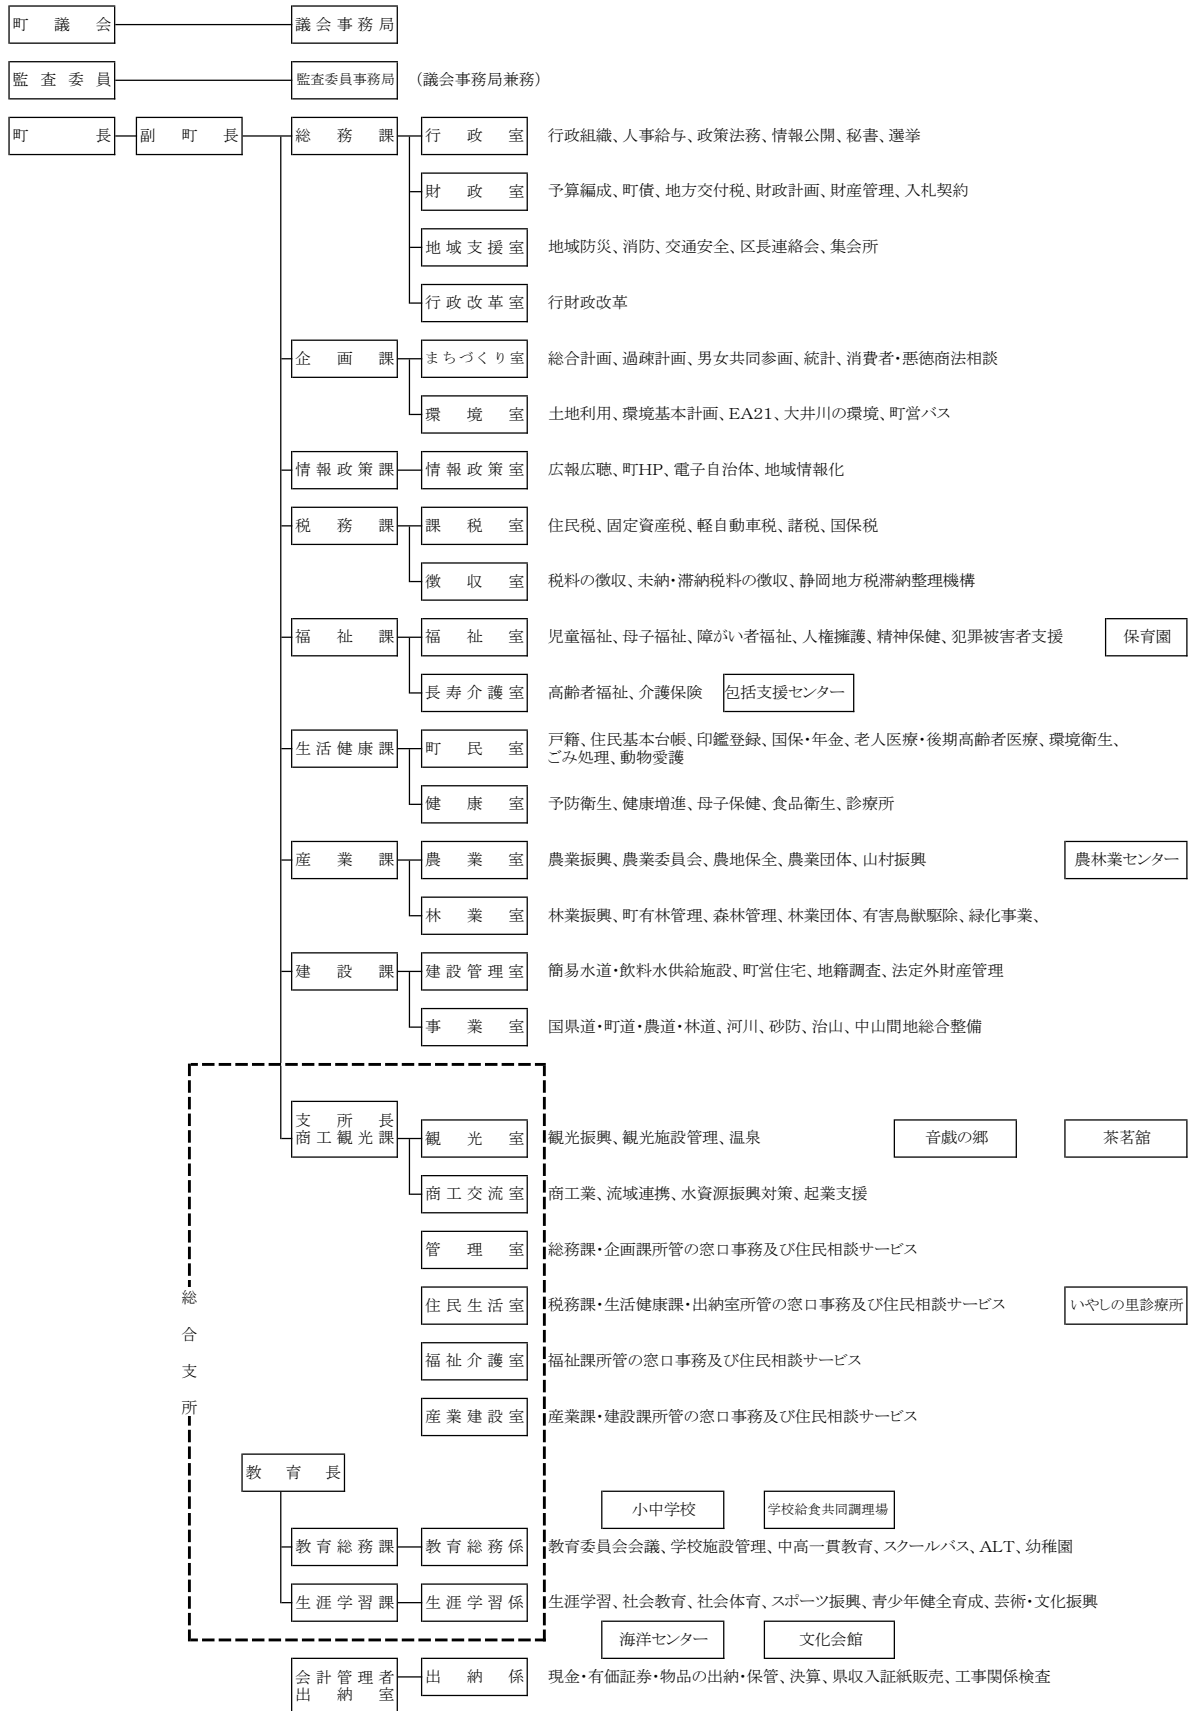 町議会 議会事務局
監査委員 監査委員事務局 (議会事務局兼務)
町長 副町長 総務課 行政室 行政組織、人事給与、政策法務、情報公開、秘書、選挙
財政室 予算編成、町債、地方交付税、財政計画、財産管理、入札契約
地域支援室 地域防災、消防、交通安全、区長連絡会、集会所
行政改革室 行財政改革
企画課 まちづくり室 総合計画、過疎計画、男女共同参画、統計、消費者・悪徳商法相談
環境室 土地利用、環境基本計画、EA21、大井川の環境、町営バス
情報政策課 情報政策室 広報広聴、町HP、電子自治体、地域情報化
税務課 課税室 住民税、固定資産税、軽自動車税、諸税、国保税
徴収室 税料の徴収、未納・滞納税料の徴収、静岡地方税滞納整理機構
福祉課 福祉室 児童福祉、母子福祉、障がい者福祉、人権擁護、精神保健、犯罪被害者支援 保育園
長寿介護室 高齢者福祉、介護保険 包括支援センター
生活健康課 町民室 戸籍、住民基本台帳、印鑑登録、国保・年金、老人医療・後期高齢者医療、環境衛生、
ごみ処理、動物愛護
健康室 予防衛生、健康増進、母子保健、食品衛生、診療所
産業課 農業室 農業振興、農業委員会、農地保全、農業団体、山村振興 農林業センター
林業室 林業振興、町有林管理、森林管理、林業団体、有害鳥獣駆除、緑化事業、
建設課 建設管理室 簡易水道・飲料水供給施設、町営住宅、地籍調査、法定外財産管理
事業室 国県道・町道・農道・林道、河川、砂防、治山、中山間地総合整備
支所長
商工観光課 観光室 観光振興、観光施設管理、温泉 音戯の郷 茶茗舘
商工交流室 商工業、流域連携、水資源振興対策、起業支援
管理室 総務課・企画課所管の窓口事務及び住民相談サービス
総合支所
住民生活室 税務課・生活健康課・出納室所管の窓口事務及び住民相談サービス いやしの里診療所
福祉介護室 福祉課所管の窓口事務及び住民相談サービス
産業建設室 産業課・建設課所管の窓口事務及び住民相談サービス
教育長
小中学校 学校給食共同調理場
教育総務課 教育総務係 教育委員会会議、学校施設管理、中高一貫教育、スクールバス、ALT、幼稚園
生涯学習課 生涯学習係 生涯学習、社会教育、社会体育、スポーツ振興、青少年健全育成、芸術・文化振興
海洋センター 文化会館
会計管理者 出納係 現金・有価証券・物品の出納・保管、決算、県収入証紙販売、工事関係検査
出納室